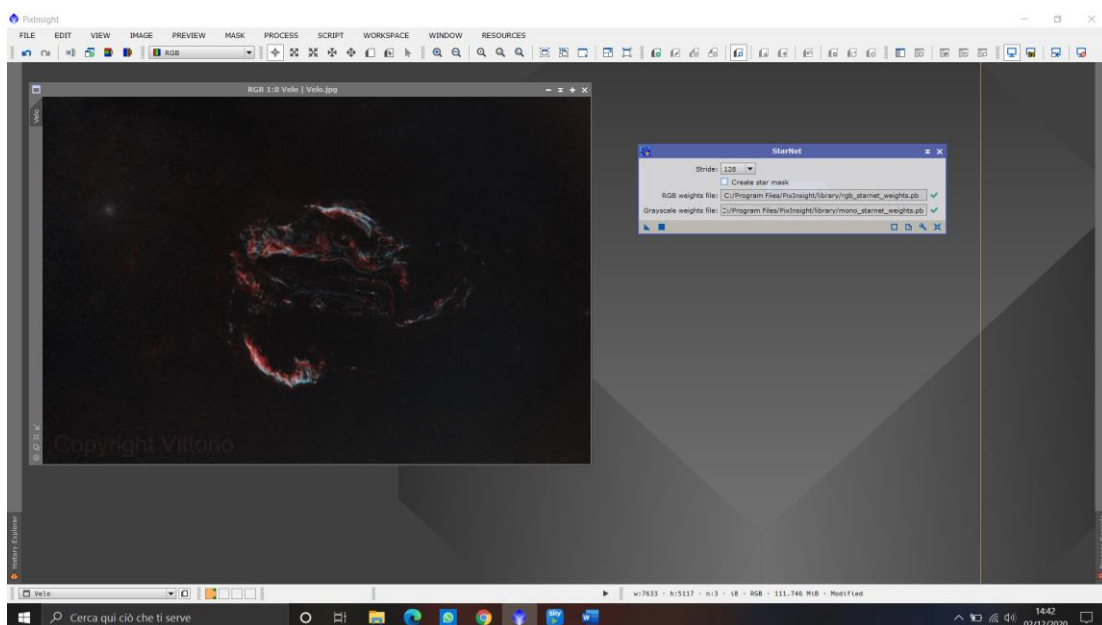 PixInsight
FILE EDIT VIEW IMAGE PREVIEW MASK PROCESS SCRIPT WORKSPACE WINDOW RESOURCES
RGB
RGB 1:8 Velo | Velo.jpg
Velo
Copyright Vittorio
StarNet
Stride: 128
Create star mask
RGB weights file: C:/Program Files/PixInsight/library/rgb_starnet_weights.pb
Grayscale weights file: C:/Program Files/PixInsight/library/mono_starnet_weights.pb
History Explorer
Velo
w:7633 · h:5117 · n:3 · i8 · RGB · 111.746 MiB · Modified
Cerca qui ciò che ti serve
sky
14:42
02/12/2020